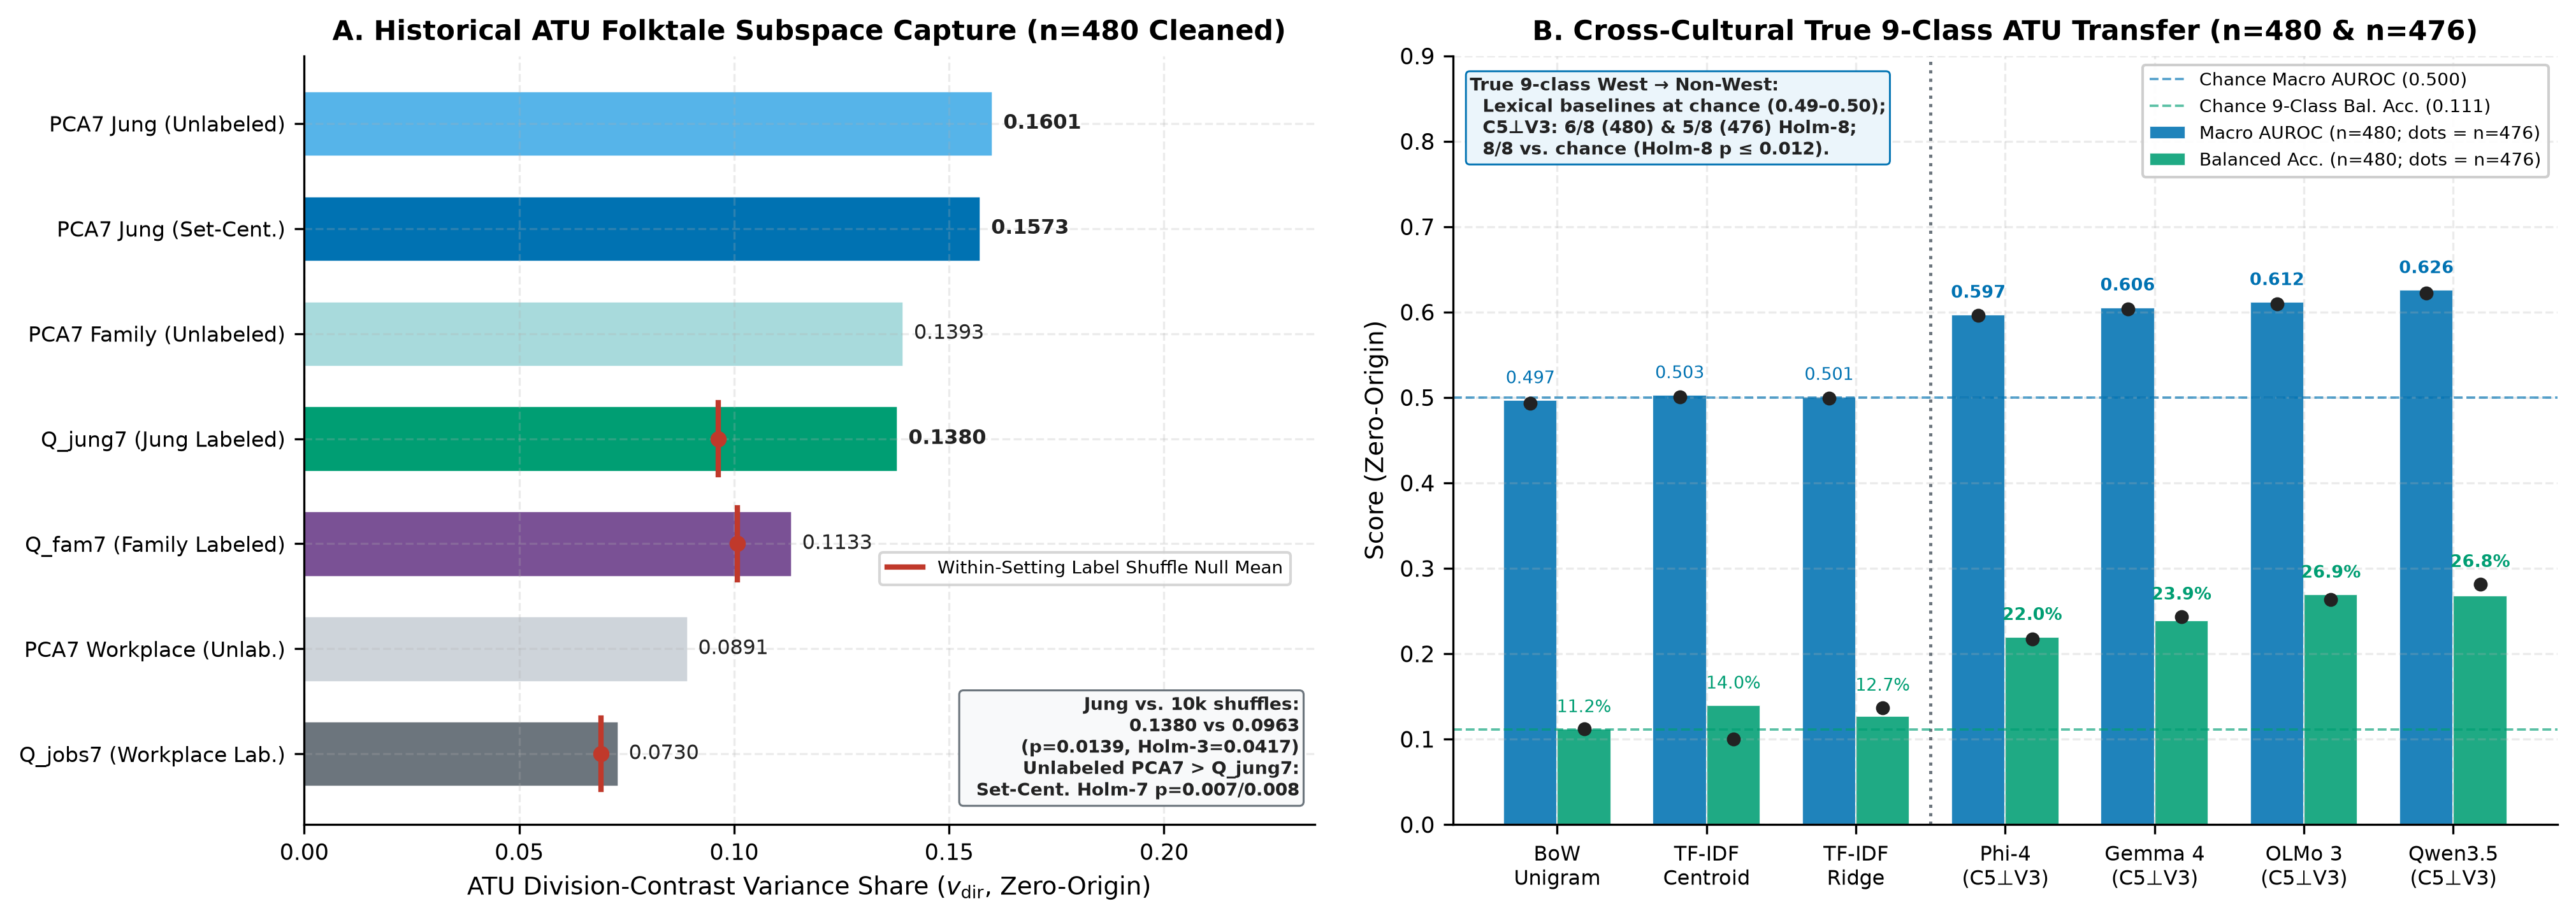 A. Historical ATU Folktale Subspace Capture (n=480 Cleaned)
PCA7 Jung (Unlabeled)
0.1601
PCA7 Jung (Set-Cent.)
0.1573
PCA7 Family (Unlabeled)
0.1393
Q_jung7 (Jung Labeled)
0.1380
Q_fam7 (Family Labeled)
0.1133
Within-Setting Label Shuffle Null Mean
PCA7 Workplace (Unlab.)
0.0891
Q_jobs7 (Workplace Lab.)
0.0730
Jung vs. 10k shuffles:
0.1380 vs 0.0963
(p=0.0139, Holm-3=0.0417)
Unlabeled PCA7 > Q_jung7:
Set-Cent. Holm-7 p=0.007/0.008
0.00
0.05
0.10
0.15
0.20
ATU Division-Contrast Variance Share (v_dir, Zero-Origin)
B. Cross-Cultural True 9-Class ATU Transfer (n=480 & n=476)
True 9-class West → Non-West:
Lexical baselines at chance (0.49–0.50);
C5⊥V3: 6/8 (480) & 5/8 (476) Holm-8;
8/8 vs. chance (Holm-8 p ≤ 0.012).
Chance Macro AUROC (0.500)
Chance 9-Class Bal. Acc. (0.111)
Macro AUROC (n=480; dots = n=476)
Balanced Acc. (n=480; dots = n=476)
Score (Zero-Origin)
0.9
0.8
0.7
0.6
0.5
0.4
0.3
0.2
0.1
0.0
0.497
0.503
0.501
0.597
0.606
0.612
0.626
11.2%
14.0%
12.7%
22.0%
23.9%
26.9%
26.8%
BoW
Unigram
TF-IDF
Centroid
TF-IDF
Ridge
Phi-4
(C5⊥V3)
Gemma 4
(C5⊥V3)
OLMo 3
(C5⊥V3)
Qwen3.5
(C5⊥V3)